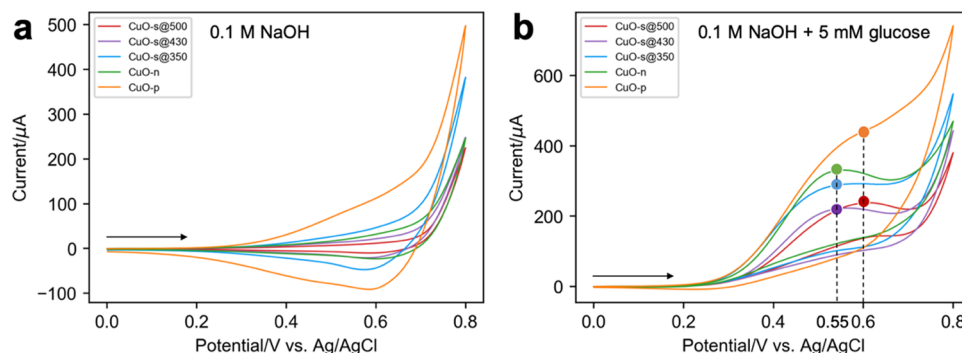 a
0.1 M NaOH
CuO-s@500
CuO-s@430
CuO-s@350
CuO-n
CuO-p
Current/μA
500
400
300
200
100
0
−100
0.0 0.2 0.4 0.6 0.8
Potential/V vs. Ag/AgCl
b
0.1 M NaOH + 5 mM glucose
CuO-s@500
CuO-s@430
CuO-s@350
CuO-n
CuO-p
Current/μA
600
400
200
0
0.0 0.2 0.4 0.55 0.6 0.8
Potential/V vs. Ag/AgCl